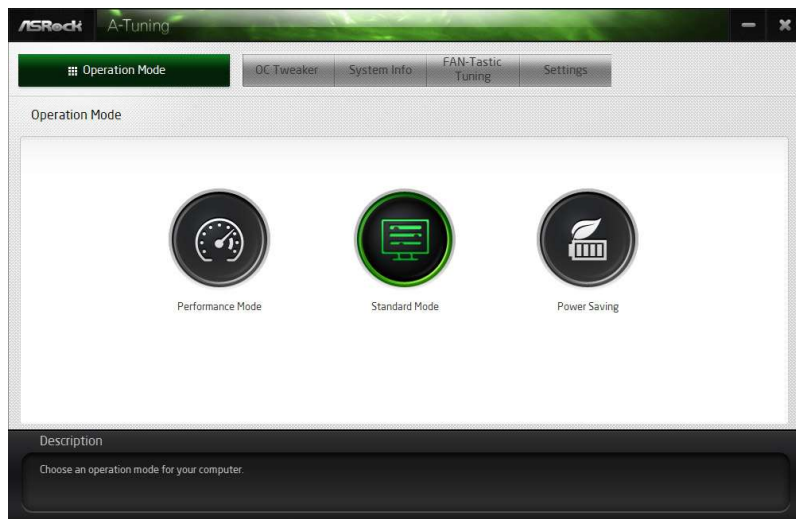 ASRock A-Tuning
Operation Mode OC Tweaker System Info FAN-Tastic
Tuning Settings
Operation Mode
Performance Mode Standard Mode Power Saving
Description
Choose an operation mode for your computer.